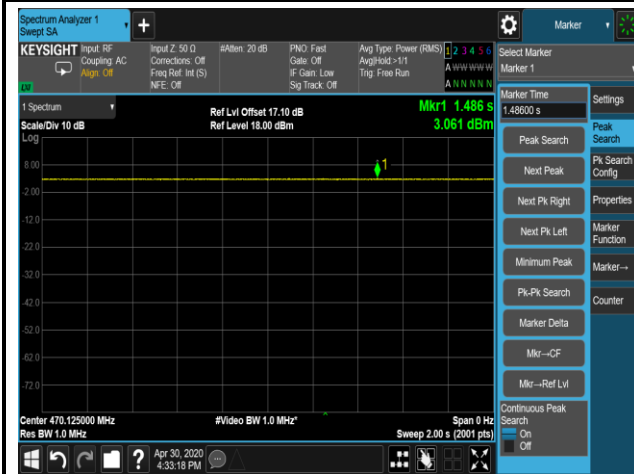 Spectrum Analyzer 1
Swept SA
Marker
KEYSIGHT
Input: RF
Coupling: AC
Align: Off
Input Z: 50 Ω
Corrections: Off
Freq Ref: Int (S)
NFE: Off
#Atten: 20 dB
PNO: Fast
Gate: Off
IF Gain: Low
Sig Track: Off
Avg Type: Power (RMS)
Avg|Hold:>1/1
Trig: Free Run
1 2 3 4 5 6
A W W W W W
A N N N N N
Select Marker
Marker 1
1 Spectrum
Scale/Div 10 dB
Log
Ref Lvl Offset 17.10 dB
Ref Level 18.00 dBm
Mkr1 1.486 s
3.061 dBm
8.00
-2.00
-12.0
-22.0
-32.0
-42.0
-52.0
-62.0
-72.0
1
Center 470.125000 MHz
Res BW 1.0 MHz
#Video BW 1.0 MHz*
Span 0 Hz
Sweep 2.00 s (2001 pts)
Marker Time
1.48600 s
Peak Search
Next Peak
Next Pk Right
Next Pk Left
Minimum Peak
Pk-Pk Search
Marker Delta
Mkr→CF
Mkr→Ref Lvl
Continuous Peak
Search
On
Off
Settings
Peak
Search
Pk Search
Config
Properties
Marker
Function
Marker→
Counter
Apr 30, 2020
4:33:18 PM